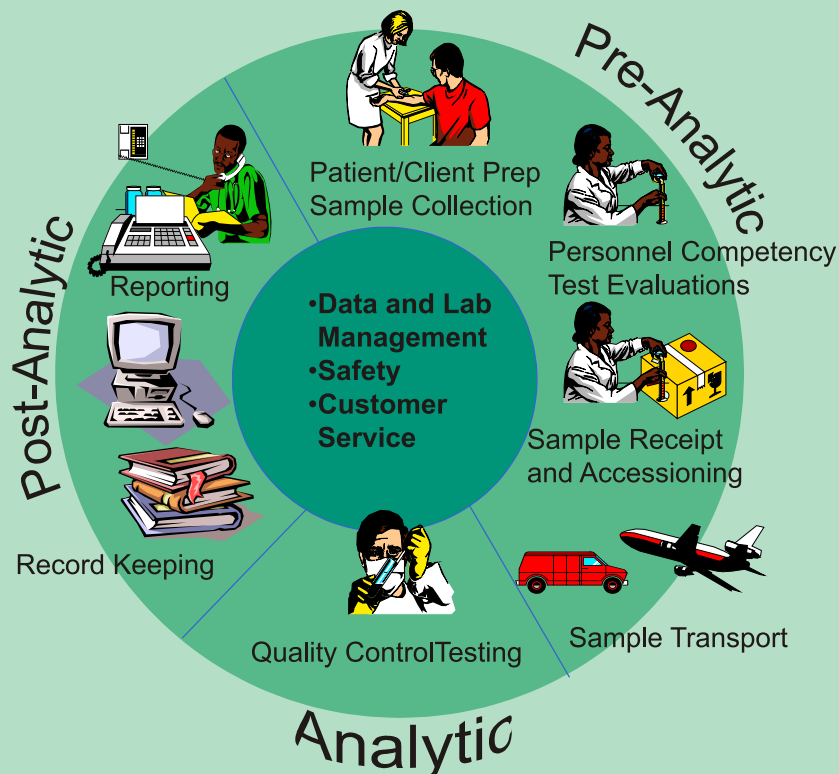 Pre-Analytic
Patient/Client Prep
Sample Collection
Personnel Competency
Test Evaluations
Sample Receipt
and Accessioning
Sample Transport
Analytic
Quality ControlTesting
Post-Analytic
Record Keeping
Reporting
•Data and Lab
Management
•Safety
•Customer
Service